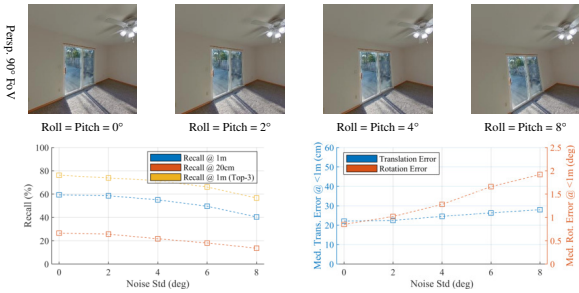 Persp. 90° FoV
Roll = Pitch = 0°
Roll = Pitch = 2°
Roll = Pitch = 4°
Roll = Pitch = 8°
Recall (%)
100
80
60
40
20
0
0 2 4 6 8
Noise Std (deg)
Recall @ 1m
Recall @ 20cm
Recall @ 1m (Top-3)
Med. Trans. Error @ <1m (cm)
60
50
40
30
20
10
0
0 2 4 6 8
Noise Std (deg)
Translation Error
Rotation Error
2.5
2
1.5
1
0.5
0
Med. Rot. Error @ <1m (deg)